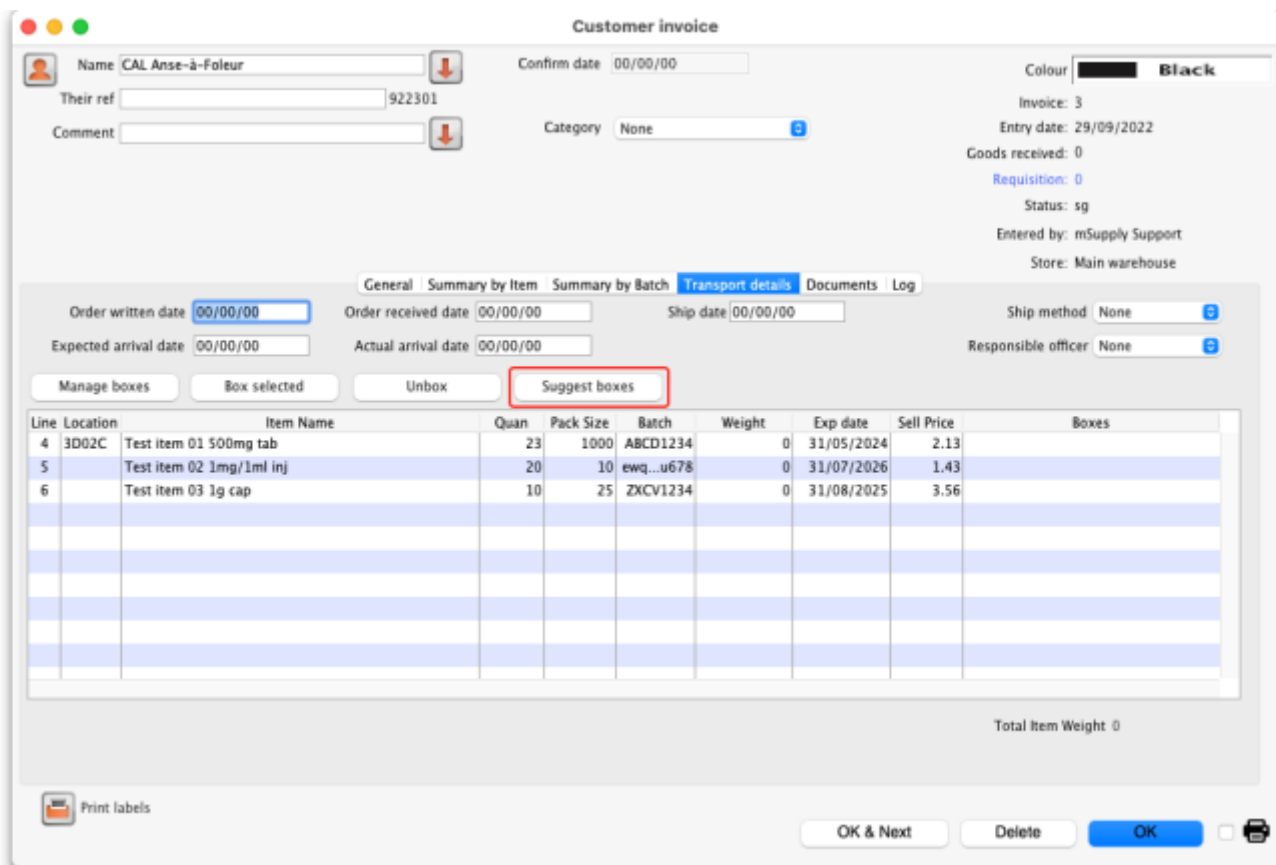 Customer invoice
Name CAL Anse-à-Foleur Confirm date 00/00/00 Colour Black
Their ref 922301 Invoice: 3
Comment Category None Entry date: 29/09/2022
Goods received: 0
Requisition: 0
Status: sg
Entered by: mSupply Support
Store: Main warehouse
General Summary by Item Summary by Batch Transport details Documents Log
Order written date 00/00/00 Order received date 00/00/00 Ship date 00/00/00 Ship method None
Expected arrival date 00/00/00 Actual arrival date 00/00/00 Responsible officer None
Manage boxes Box selected Unbox Suggest boxes
Line Location Item Name Quan Pack Size Batch Weight Exp date Sell Price Boxes
4 3D02C Test item 01 500mg tab 23 1000 ABCD1234 0 31/05/2024 2.13
5 Test item 02 1mg/1ml inj 20 10 ewq...u678 0 31/07/2026 1.43
6 Test item 03 1g cap 10 25 ZXCV1234 0 31/08/2025 3.56
Total Item Weight 0
Print labels
OK & Next Delete OK